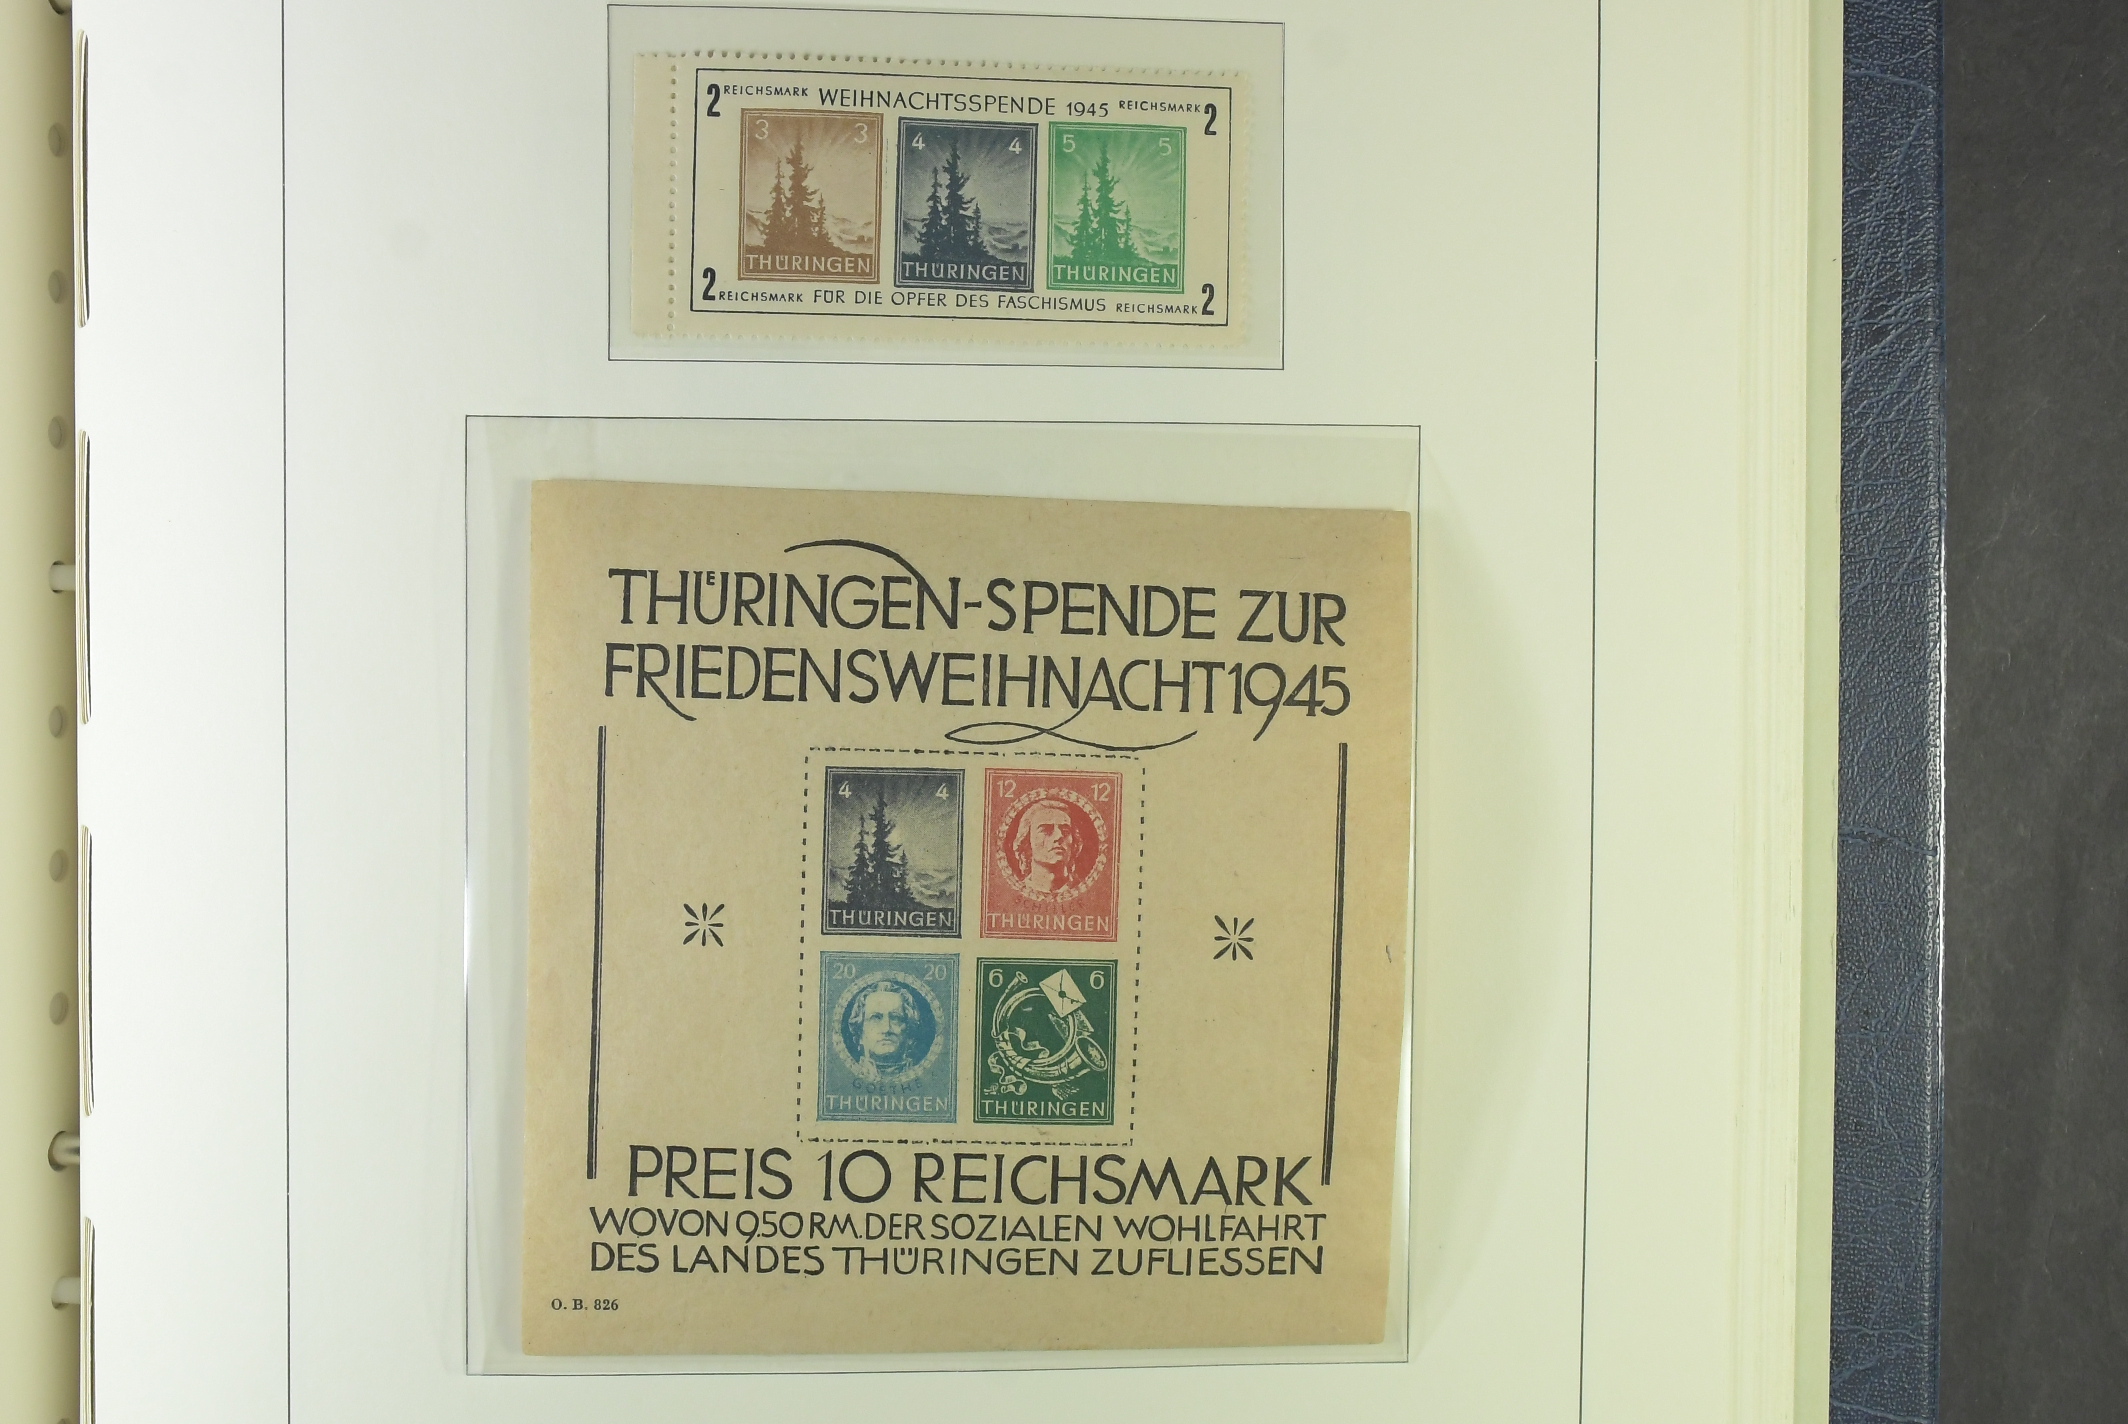 2 REICHSMARK WEIHNACHTSSPENDE 1945 REICHSMARK 2
3 3 4 4 5 5
THÜRINGEN THÜRINGEN THÜRINGEN
2 REICHSMARK FÜR DIE OPFER DES FASCHISMUS REICHSMARK 2
THÜRINGEN-SPENDE ZUR
FRIEDENSWEIHNACHT 1945
4 4 12 12
SCHILLER
THÜRINGEN THÜRINGEN
20 20 6 6
GOETHE
THÜRINGEN THÜRINGEN
PREIS 10 REICHSMARK
WOVON 9.50 RM. DER SOZIALEN WOHLFAHRT
DES LANDES THÜRINGEN ZUFLIESSEN
O. B. 826